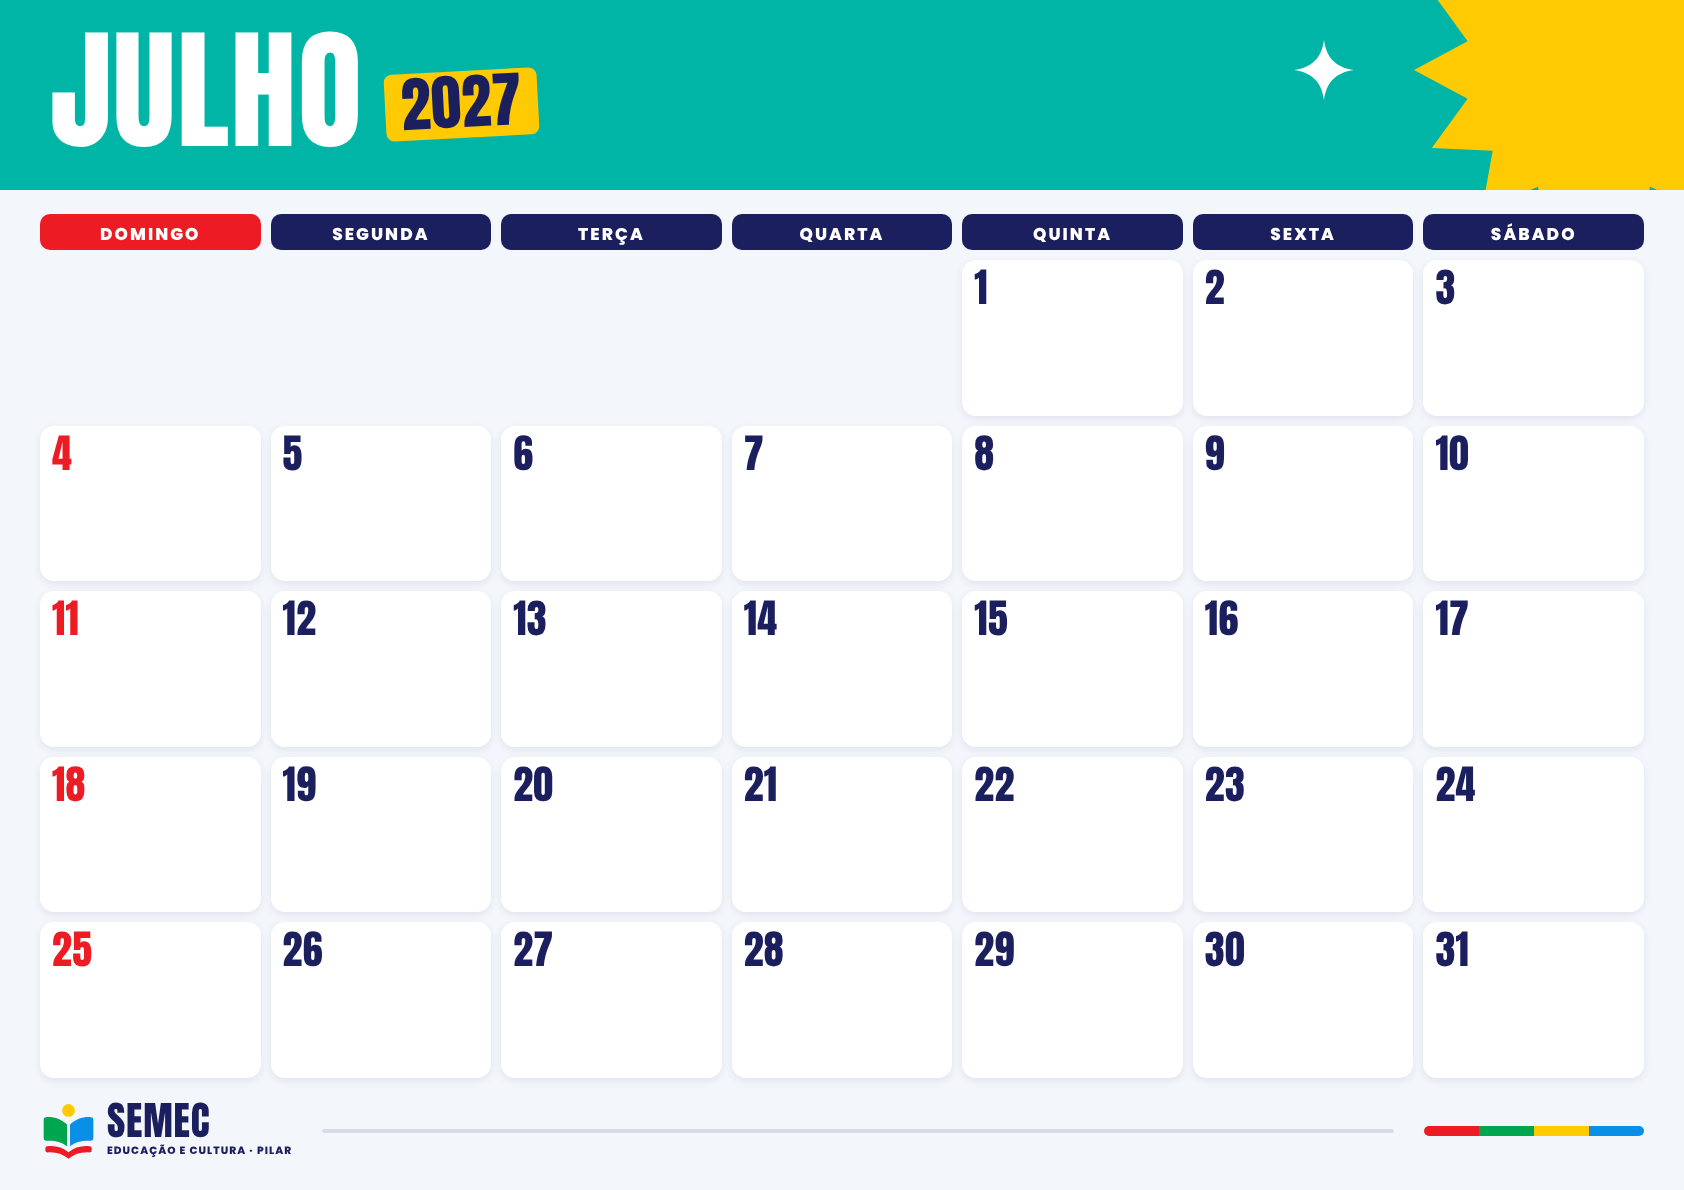 JULHO 2027
DOMINGO SEGUNDA TERÇA QUARTA QUINTA SEXTA SÁBADO
1 2 3
4 5 6 7 8 9 10
11 12 13 14 15 16 17
18 19 20 21 22 23 24
25 26 27 28 29 30 31
SEMEC
EDUCAÇÃO E CULTURA · PILAR